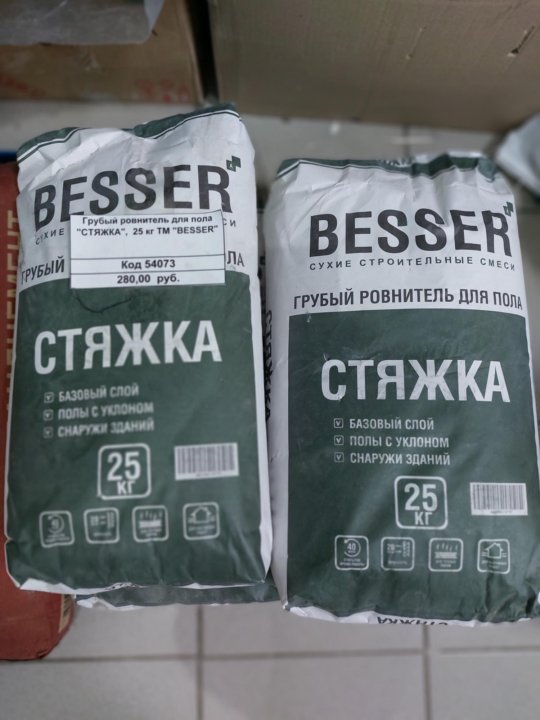 BESSER
СУХИЕ
СМЕСИ
Грубый ровнитель для пола
"СТЯЖКА", 25 кг ТМ "BESSER"
Код 54073
280,00 руб.
ГРУБЫЙ
ПОЛА
СТЯЖКА
БАЗОВЫЙ СЛОЙ
ПОЛЫ С УКЛОНОМ
СНАРУЖИ ЗДАНИЙ
25
КГ
BESSER
СУХИЕ СТРОИТЕЛЬНЫЕ СМЕСИ
ГРУБЫЙ РОВНИТЕЛЬ ДЛЯ ПОЛА
СТЯЖКА
БАЗОВЫЙ СЛОЙ
ПОЛЫ С УКЛОНОМ
СНАРУЖИ ЗДАНИЙ
25
КГ
40
СТЯЖКА